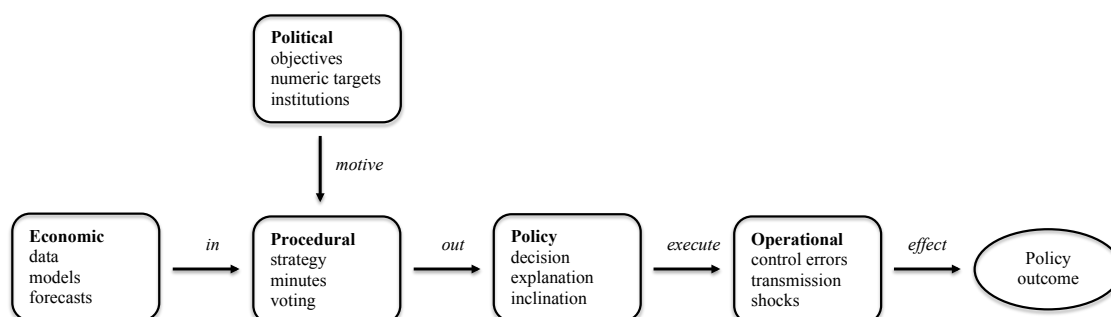 Political
objectives
numeric targets
institutions
motive
Economic
data
models
forecasts
in
Procedural
strategy
minutes
voting
out
Policy
decision
explanation
inclination
execute
Operational
control errors
transmission
shocks
effect
Policy
outcome